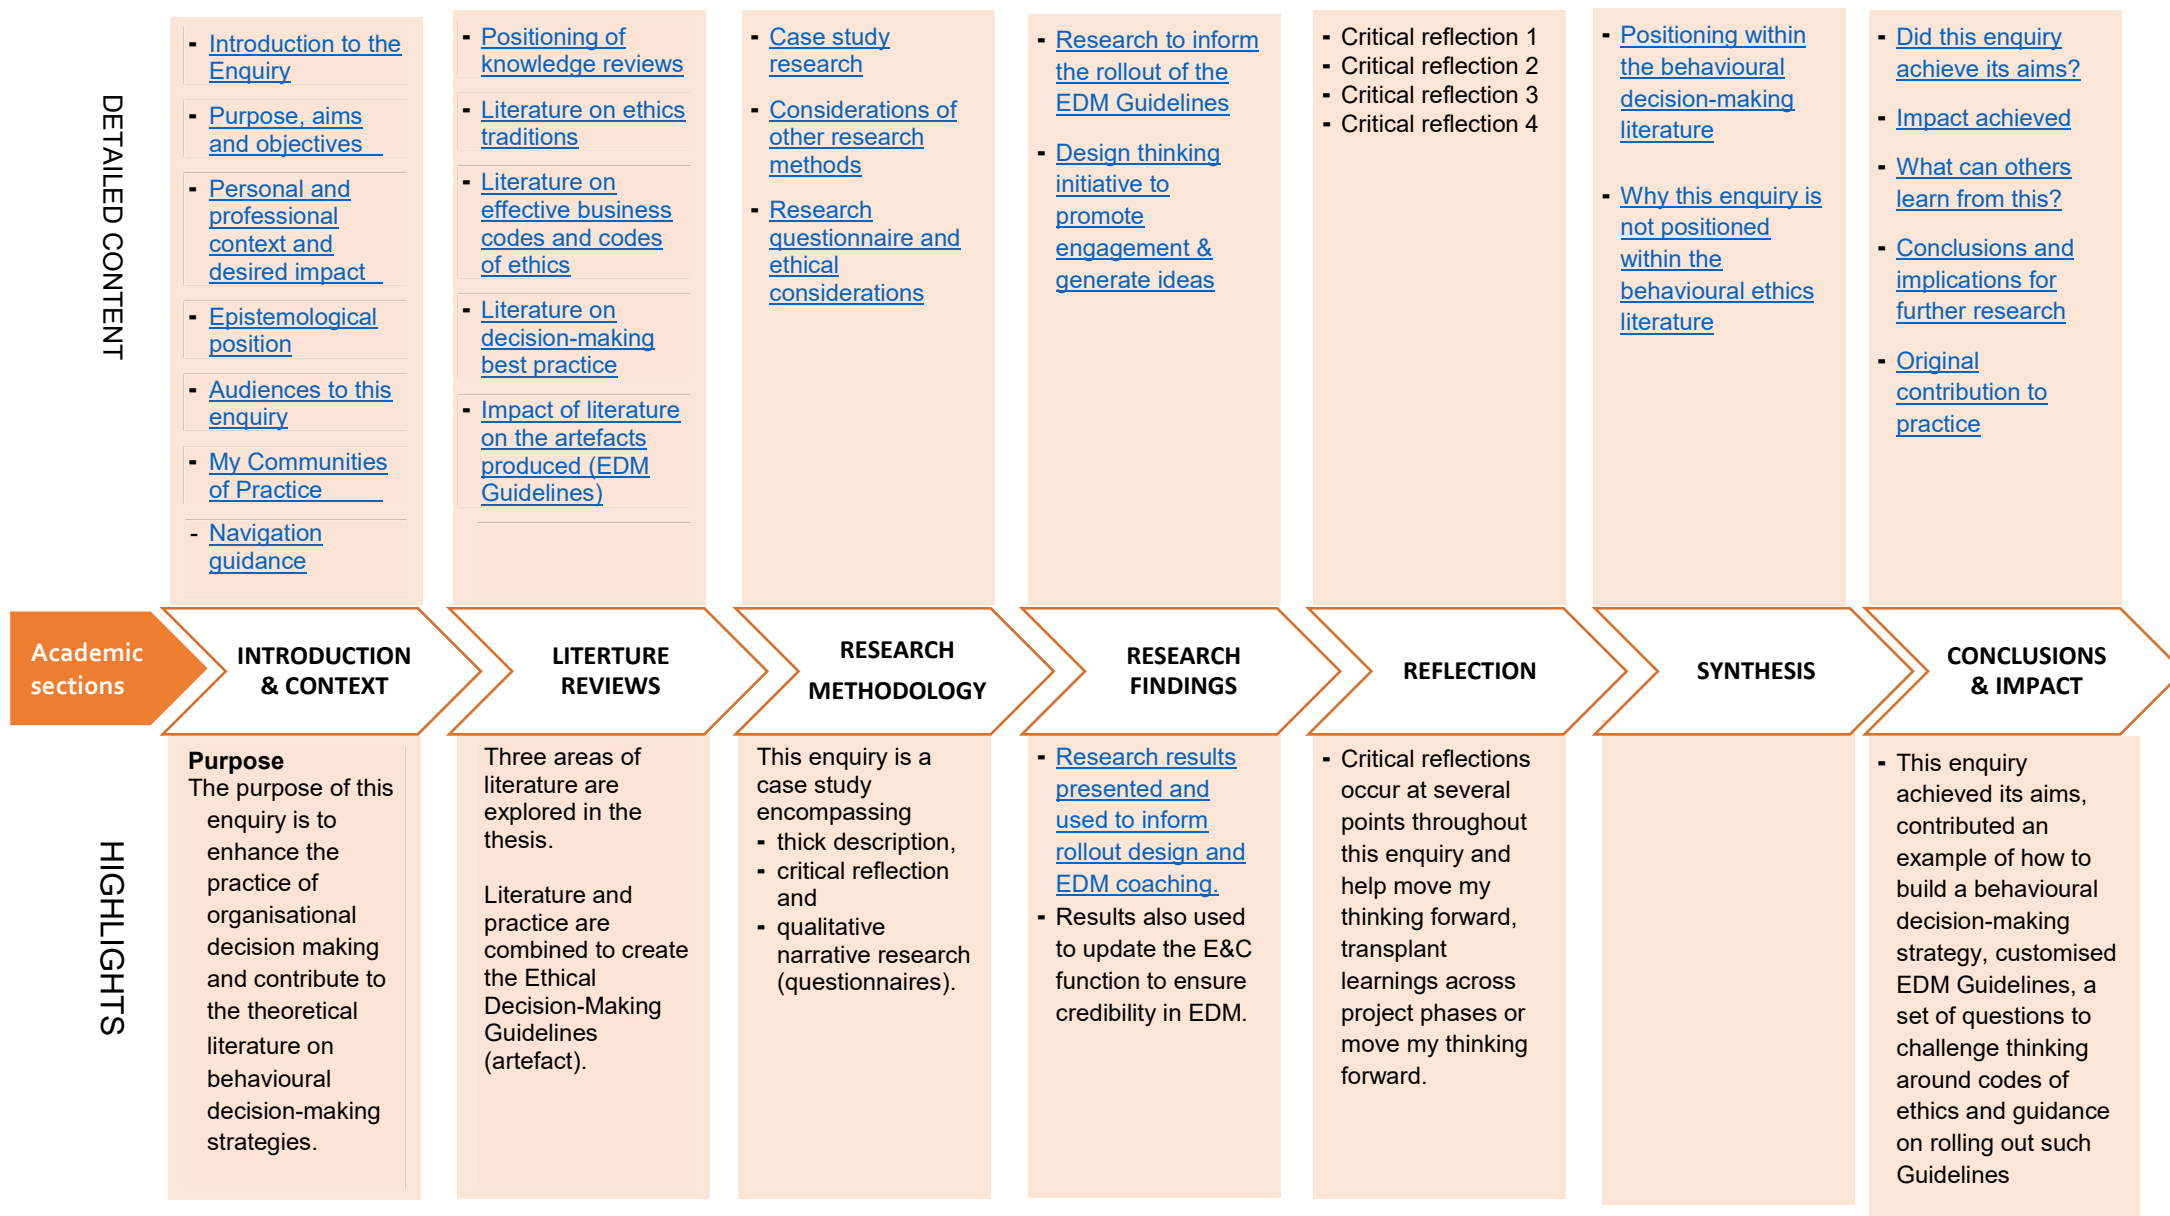 DETAILED CONTENT
- Introduction to the
Enquiry
- Purpose, aims
and objectives
- Personal and
professional
context and
desired impact
- Epistemological
position
- Audiences to this
enquiry
- My Communities
of Practice
- Navigation
guidance
- Positioning of
knowledge reviews
- Literature on ethics
traditions
- Literature on
effective business
codes and codes
of ethics
- Literature on
decision-making
best practice
- Impact of literature
on the artefacts
produced (EDM
Guidelines)
- Case study
research
- Considerations of
other research
methods
- Research
questionnaire and
ethical
considerations
- Research to inform
the rollout of the
EDM Guidelines
- Design thinking
initiative to
promote
engagement &
generate ideas
- Critical reflection 1
- Critical reflection 2
- Critical reflection 3
- Critical reflection 4
- Positioning within
the behavioural
decision-making
literature
- Why this enquiry is
not positioned
within the
behavioural ethics
literature
- Did this enquiry
achieve its aims?
- Impact achieved
- What can others
learn from this?
- Conclusions and
implications for
further research
- Original
contribution to
practice
Academic
sections
INTRODUCTION
& CONTEXT
LITERTURE
REVIEWS
RESEARCH
METHODOLOGY
RESEARCH
FINDINGS
REFLECTION
SYNTHESIS
CONCLUSIONS
& IMPACT
HIGHLIGHTS
Purpose
The purpose of this
enquiry is to
enhance the
practice of
organisational
decision making
and contribute to
the theoretical
literature on
behavioural
decision-making
strategies.
Three areas of
literature are
explored in the
thesis.
Literature and
practice are
combined to create
the Ethical
Decision-Making
Guidelines
(artefact).
This enquiry is a
case study
encompassing
- thick description,
- critical reflection
and
- qualitative
narrative research
(questionnaires).
- Research results
presented and
used to inform
rollout design and
EDM coaching.
- Results also used
to update the E&C
function to ensure
credibility in EDM.
- Critical reflections
occur at several
points throughout
this enquiry and
help move my
thinking forward,
transplant
learnings across
project phases or
move my thinking
forward.
- This enquiry
achieved its aims,
contributed an
example of how to
build a behavioural
decision-making
strategy, customised
EDM Guidelines, a
set of questions to
challenge thinking
around codes of
ethics and guidance
on rolling out such
Guidelines